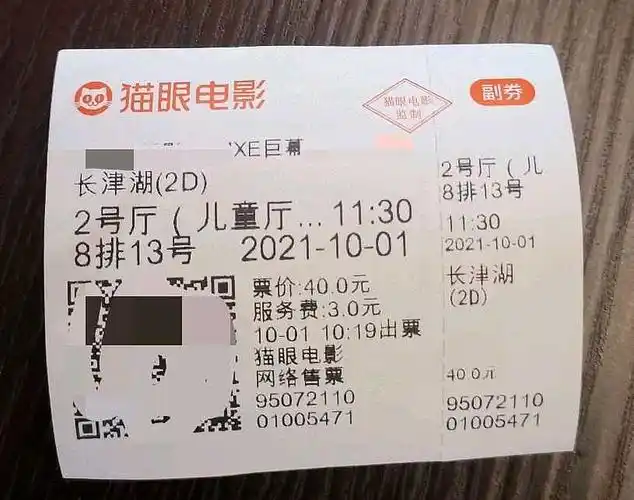 猫眼电影
猫眼电影
监制
副券
XE巨幕
长津湖(2D)
2号厅(儿童厅... 11:30
8排13号 2021-10-01
票价:40.0元
服务费:3.0元
10-01 10:19出票
猫眼电影
网络售票
95072110
01005471
2号厅(儿
8排13号
11:30
2021-10-01
长津湖
(2D)
40.0元
95072110
01005471